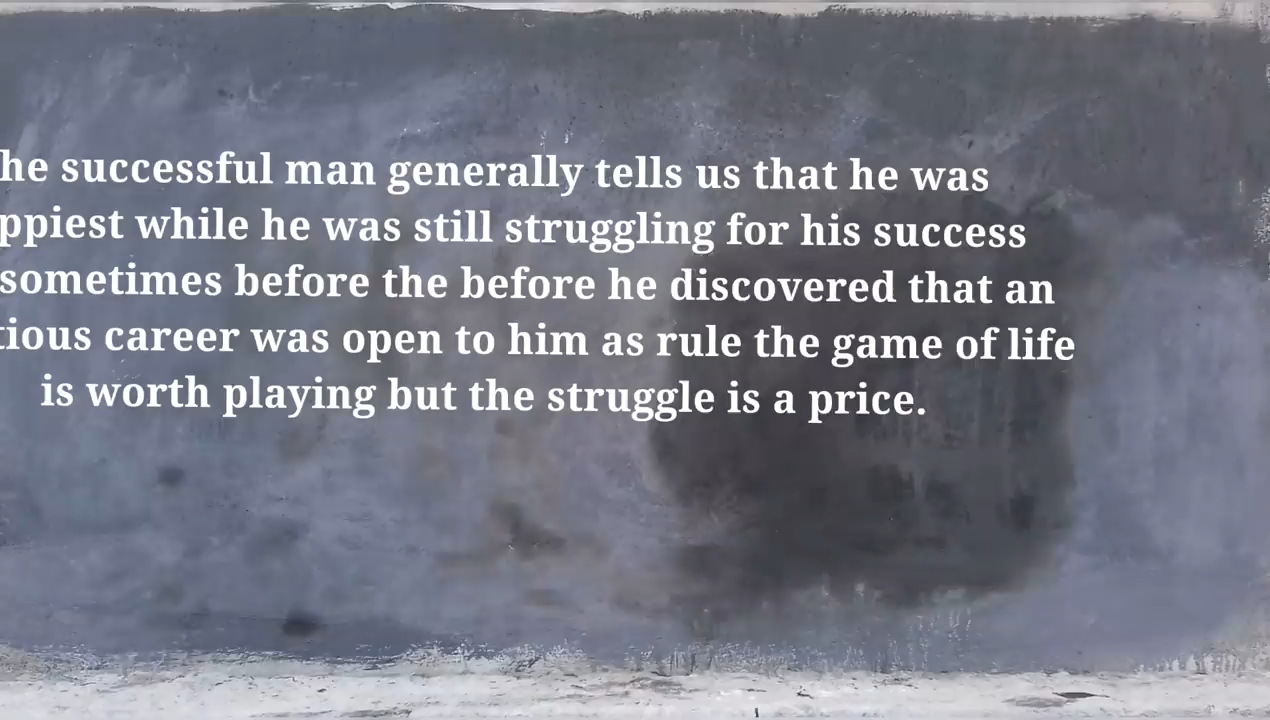 he successful man generally tells us that he was
ppiest while he was still struggling for his success
sometimes before the before he discovered that an
tious career was open to him as rule the game of life
is worth playing but the struggle is a price.